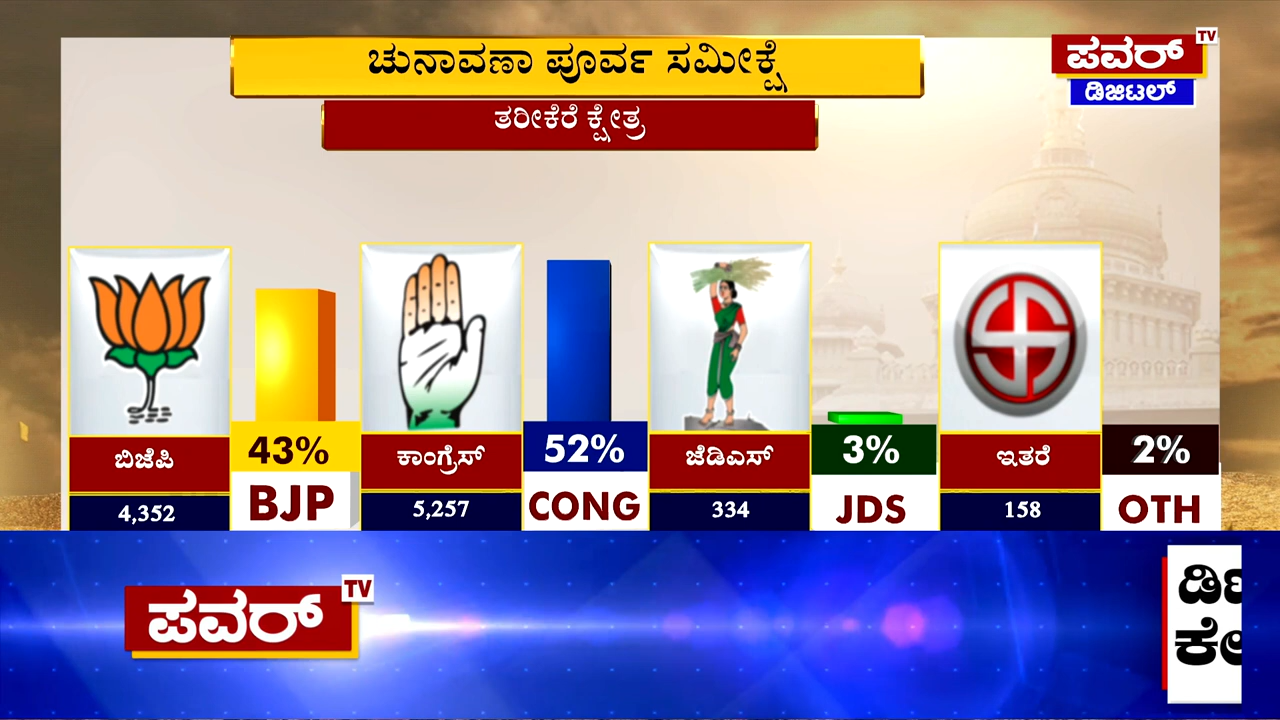 ಚುನಾವಣಾ ಪೂರ್ವ ಸಮೀಕ್ಷೆ
ತರೀಕೆರೆ ಕ್ಷೇತ್ರ
ಪವರ್ TV
ಡಿಜಿಟಲ್
ಬಿಜೆಪಿ 43% ಕಾಂಗ್ರೆಸ್ 52% ಜೆಡಿಎಸ್ 3% ಇತರೆ 2%
4,352 BJP 5,257 CONG 334 JDS 158 OTH
ಪವರ್ TV